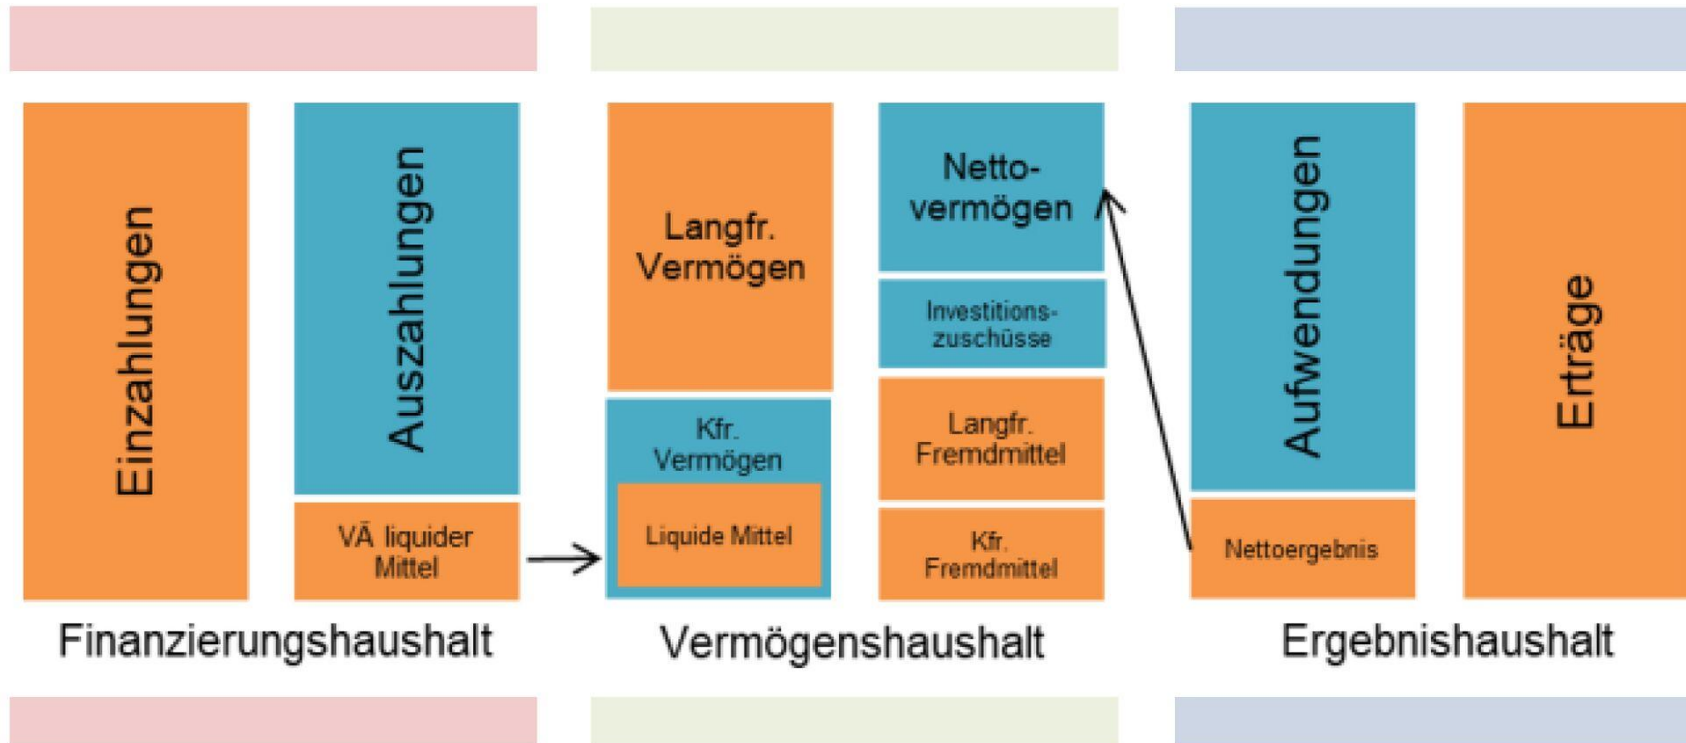 Einzahlungen
Auszahlungen
VÄ liquider
Mittel
Finanzierungshaushalt
Langfr.
Vermögen
Kfr.
Vermögen
Liquide Mittel
Netto-
vermögen
Investitions-
zuschüsse
Langfr.
Fremdmittel
Kfr.
Fremdmittel
Vermögenshaushalt
Aufwendungen
Nettoergebnis
Erträge
Ergebnishaushalt